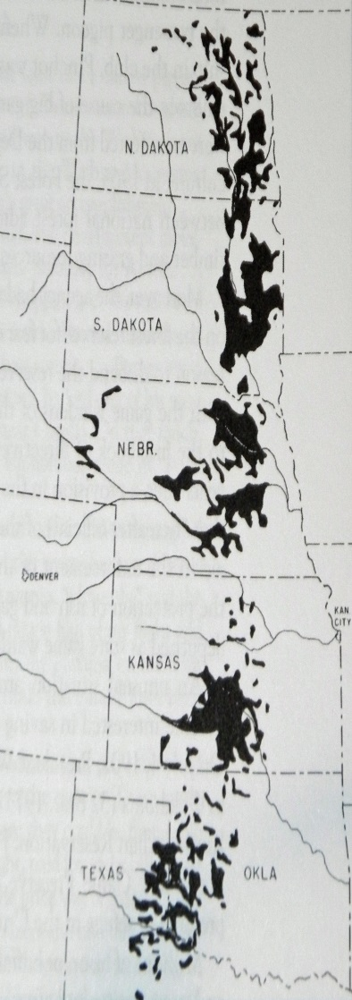 N. DAKOTA
S. DAKOTA
NEBR.
DENVER
KAN.
CITY
KANSAS
TEXAS
OKLA